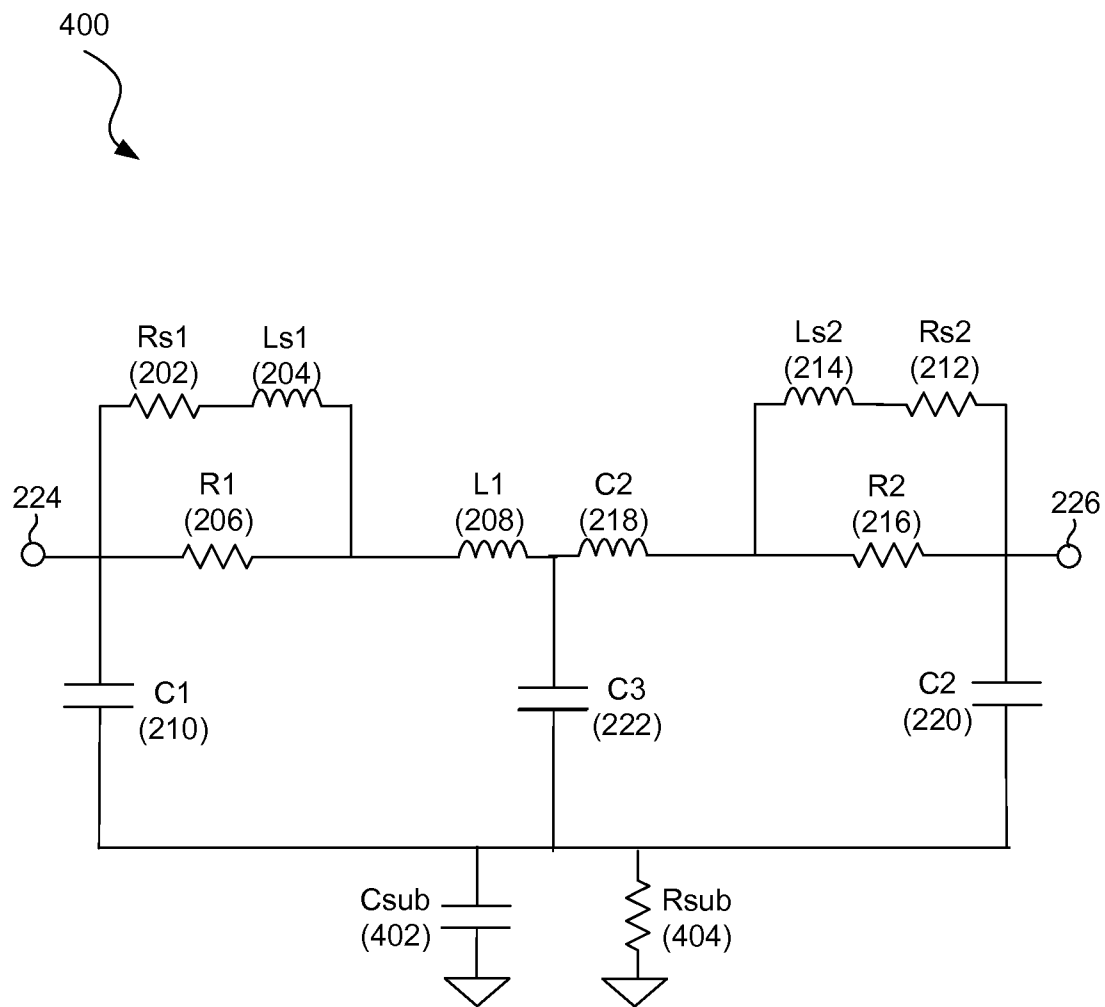 400
Rs1
(202)
Ls1
(204)
Ls2
(214)
Rs2
(212)
224
R1
(206)
L1
(208)
C2
(218)
R2
(216)
226
C1
(210)
C3
(222)
C2
(220)
Csub
(402)
Rsub
(404)